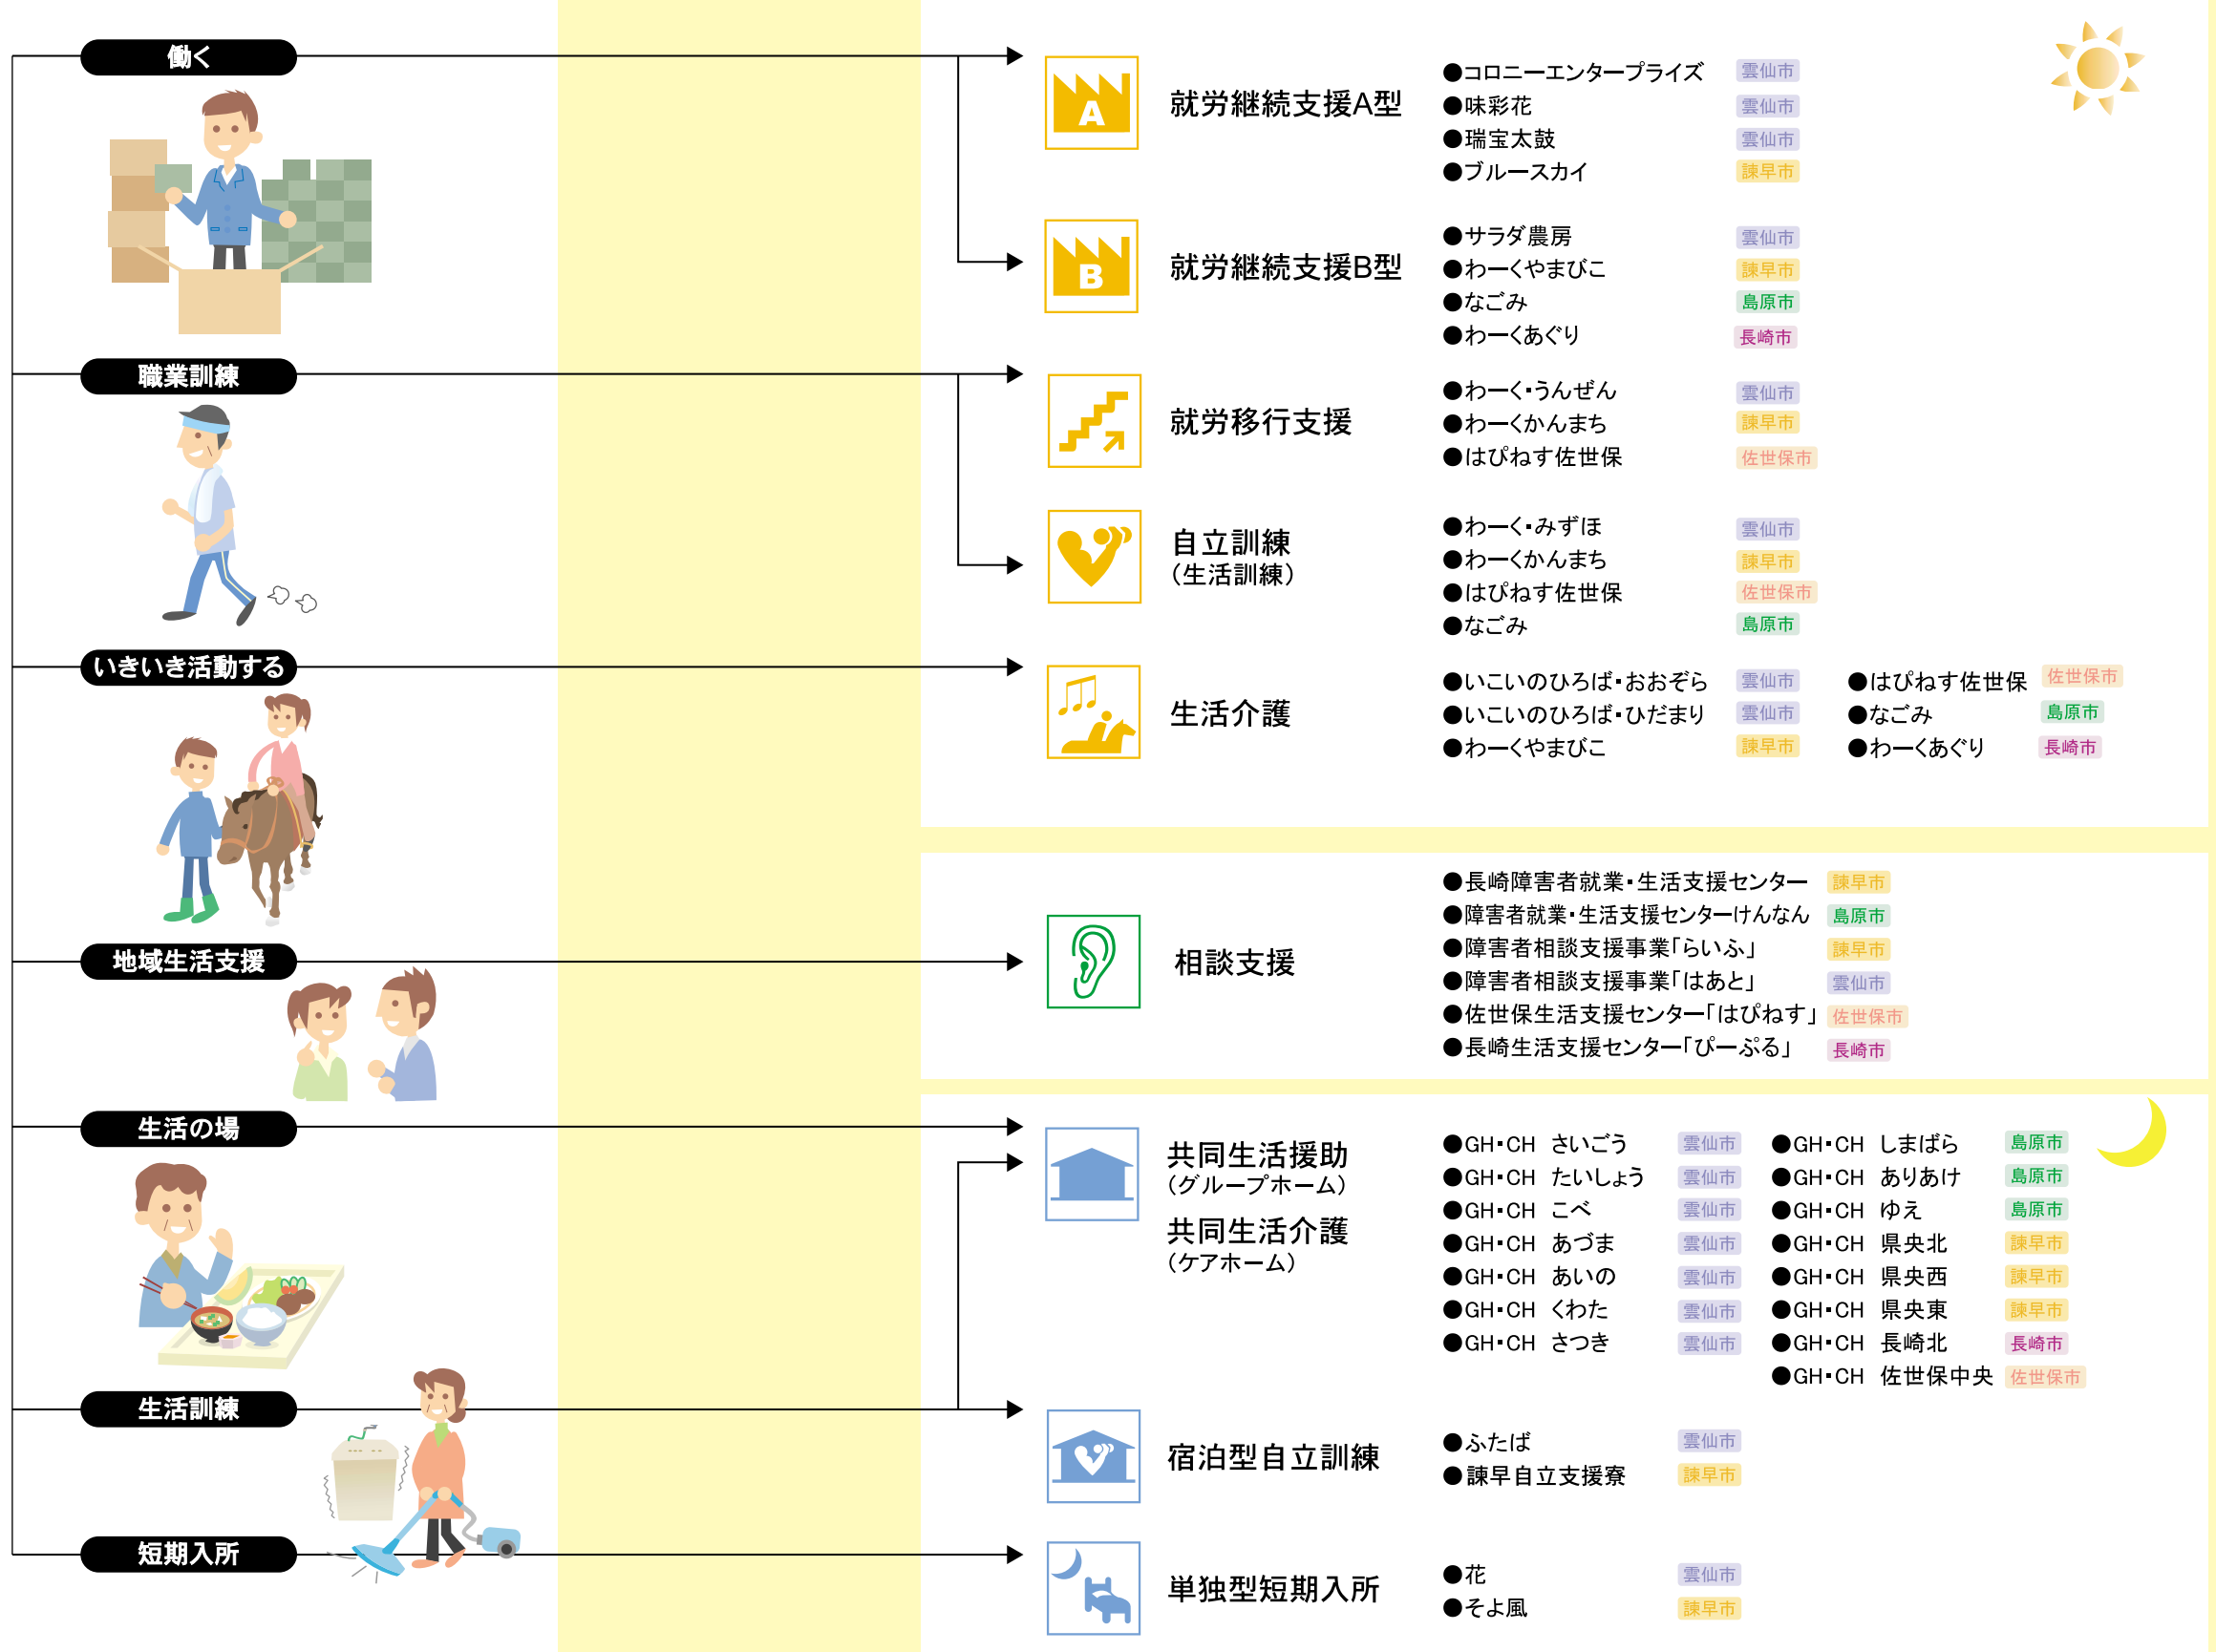 働く
A
就労継続支援A型
●コロニーエンタープライズ 雲仙市
●味彩花 雲仙市
●瑞宝太鼓 雲仙市
●ブルースカイ 諫早市
B
就労継続支援B型
●サラダ農房 雲仙市
●わーくやまびこ 諫早市
●なごみ 島原市
●わーくあぐり 長崎市
職業訓練
就労移行支援
●わーく・うんぜん 雲仙市
●わーくかんまち 諫早市
●はぴねす佐世保 佐世保市
自立訓練
（生活訓練）
●わーく・みずほ 雲仙市
●わーくかんまち 諫早市
●はぴねす佐世保 佐世保市
●なごみ 島原市
いきいき活動する
生活介護
●いこいのひろば・おおぞら 雲仙市
●いこいのひろば・ひだまり 雲仙市
●わーくやまびこ 諫早市
●はぴねす佐世保 佐世保市
●なごみ 島原市
●わーくあぐり 長崎市
地域生活支援
相談支援
●長崎障害者就業・生活支援センター 諫早市
●障害者就業・生活支援センターけんなん 島原市
●障害者相談支援事業「らいふ」 諫早市
●障害者相談支援事業「はあと」 雲仙市
●佐世保生活支援センター「はぴねす」 佐世保市
●長崎生活支援センター「ぴーぷる」 長崎市
生活の場
共同生活援助
（グループホーム）
共同生活介護
（ケアホーム）
●GH・CH さいごう 雲仙市
●GH・CH たいしょう 雲仙市
●GH・CH こべ 雲仙市
●GH・CH あづま 雲仙市
●GH・CH あいの 雲仙市
●GH・CH くわた 雲仙市
●GH・CH さつき 雲仙市
●GH・CH しまばら 島原市
●GH・CH ありあけ 島原市
●GH・CH ゆえ 島原市
●GH・CH 県央北 諫早市
●GH・CH 県央西 諫早市
●GH・CH 県央東 諫早市
●GH・CH 長崎北 長崎市
●GH・CH 佐世保中央 佐世保市
生活訓練
宿泊型自立訓練
●ふたば 雲仙市
●諫早自立支援寮 諫早市
短期入所
単独型短期入所
●花 雲仙市
●そよ風 諫早市